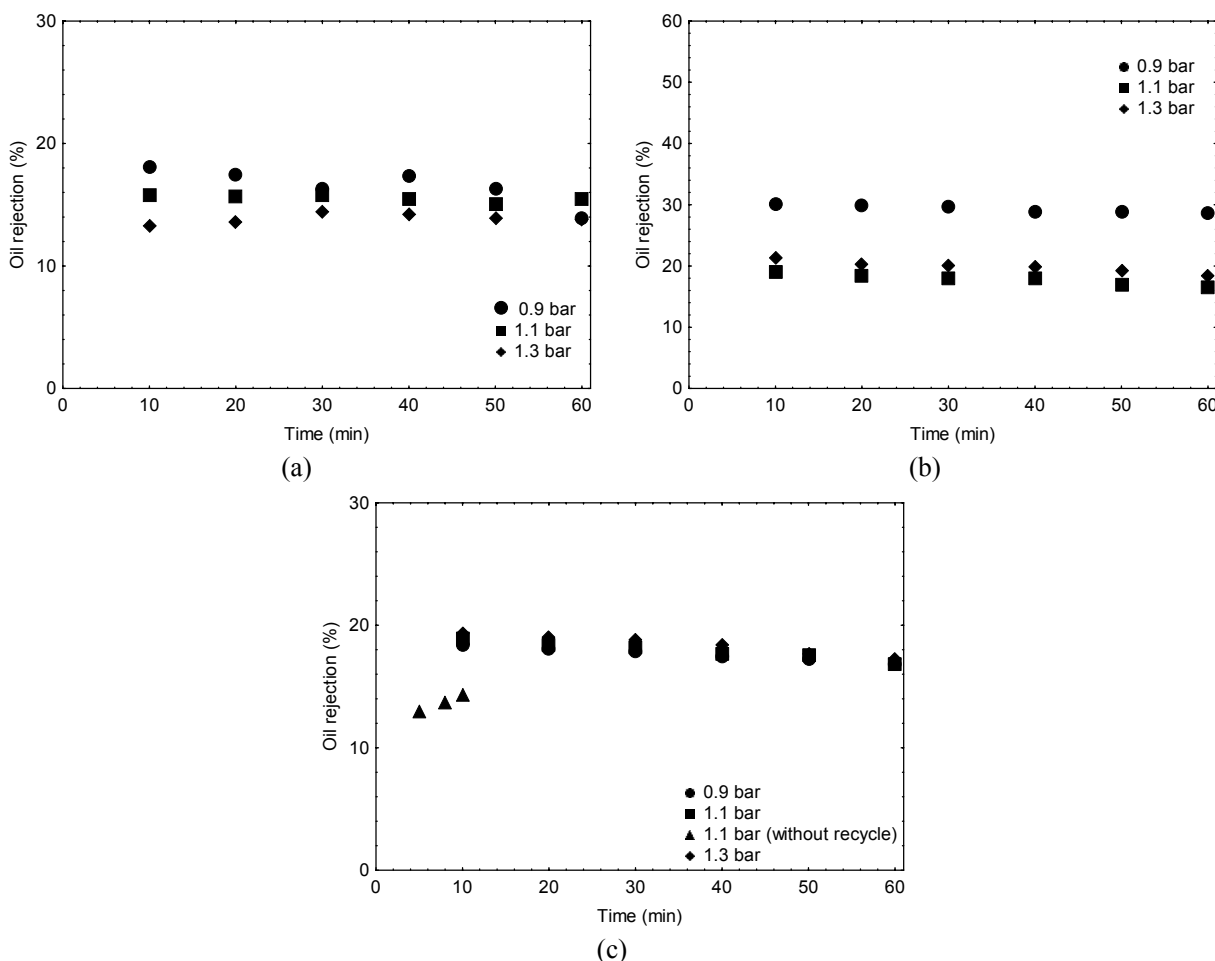 30
20
10
0
Oil rejection (%)
0.9 bar
1.1 bar
1.3 bar
0 10 20 30 40 50 60
Time (min)
(a)
60
50
40
30
20
10
0
Oil rejection (%)
0.9 bar
1.1 bar
1.3 bar
0 10 20 30 40 50 60
Time (min)
(b)
30
20
10
0
Oil rejection (%)
0.9 bar
1.1 bar
1.1 bar (without recycle)
1.3 bar
0 10 20 30 40 50 60
Time (min)
(c)